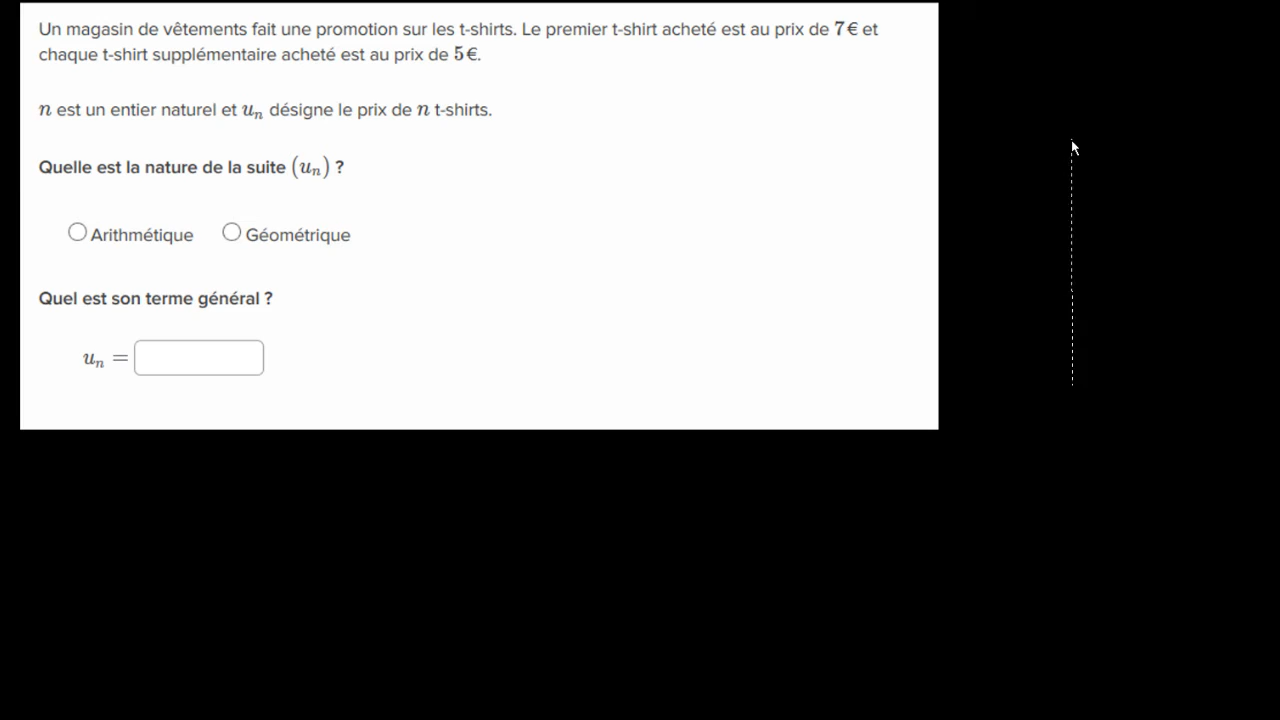 Un magasin de vêtements fait une promotion sur les t-shirts. Le premier t-shirt acheté est au prix de 7 € et
chaque t-shirt supplémentaire acheté est au prix de 5 €.
n est un entier naturel et uₙ désigne le prix de n t-shirts.
Quelle est la nature de la suite (uₙ) ?
Arithmétique Géométrique
Quel est son terme général ?
uₙ =